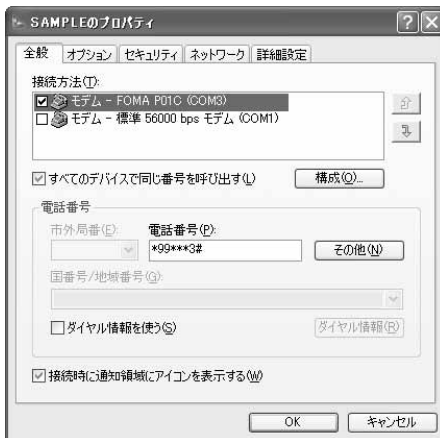 SAMPLEのプロパティ
全般 オプション セキュリティ ネットワーク 詳細設定
接続方法(T):
モデム - FOMA P01C (COM3)
モデム - 標準 56000 bps モデム (COM1)
すべてのデバイスで同じ番号を呼び出す(L) 構成(O)...
電話番号
市外局番(E): 電話番号(P):
*99***3# その他(N)
国番号/地域番号(G):
ダイヤル情報を使う(S) ダイヤル情報(R)
接続時に通知領域にアイコンを表示する(W)
OK キャンセル